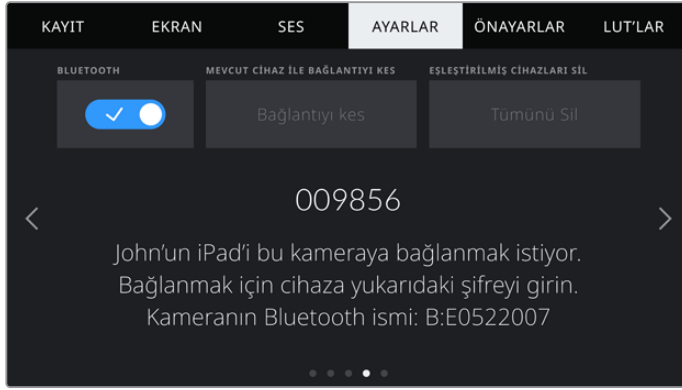 KAYIT EKRAN SES AYARLAR ÖNAYARLAR LUT'LAR
BLUETOOTH MEVCUT CİHAZ İLE BAĞLANTIYI KES EŞLEŞTİRİLMİŞ CİHAZLARI SİL
Bağlantıyı kes Tümünü Sil
009856
John'un iPad'i bu kameraya bağlanmak istiyor.
Bağlanmak için cihaza yukarıdaki şifreyi girin.
Kameranın Bluetooth ismi: B:E0522007